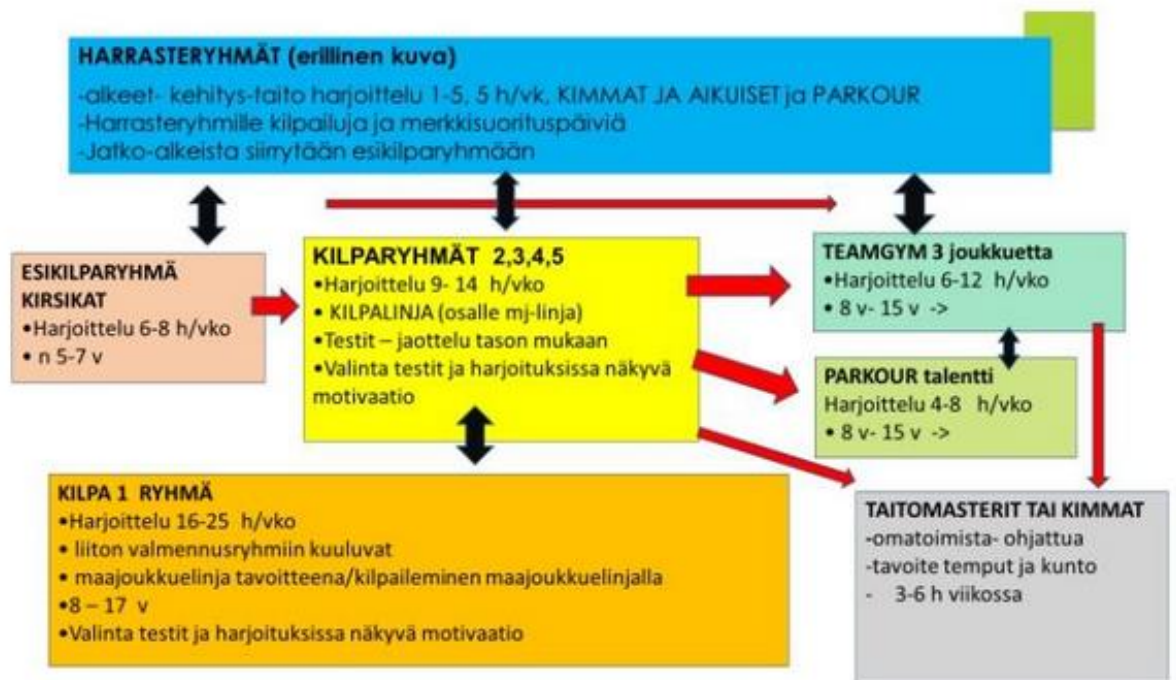 HARRASTERYHMÄT (erillinen kuva)
-alkeet- kehitys-taito harjoittelu 1-5, 5 h/vk, KIMMAT JA AIKUISET ja PARKOUR
-Harrasteryhmille kilpailuja ja merkkisuorituspäiviä
-Jatko-alkeista siirrytään esikilparyhmään
ESIKILPARYHMÄ
KIRSIKAT
•Harjoittelu 6-8 h/vko
• n 5-7 v
KILPARYHMÄT 2,3,4,5
•Harjoittelu 9- 14 h/vko
• KILPALINJA (osalle mj-linja)
•Testit – jaottelu tason mukaan
•Valinta testit ja harjoituksissa näkyvä
motivaatio
TEAMGYM 3 joukkuetta
•Harjoittelu 6-12 h/vko
• 8 v- 15 v ->
PARKOUR talentti
Harjoittelu 4-8 h/vko
• 8 v- 15 v ->
KILPA 1 RYHMÄ
•Harjoittelu 16-25 h/vko
• liiton valmennusryhmiin kuuluvat
• maajoukkuelinja tavoitteena/kilpaileminen maajoukkuelinjalla
•8 – 17 v
•Valinta testit ja harjoituksissa näkyvä motivaatio
TAITOMASTERIT TAI KIMMAT
-omatoimista- ohjattua
-tavoite temput ja kunto
- 3-6 h viikossa